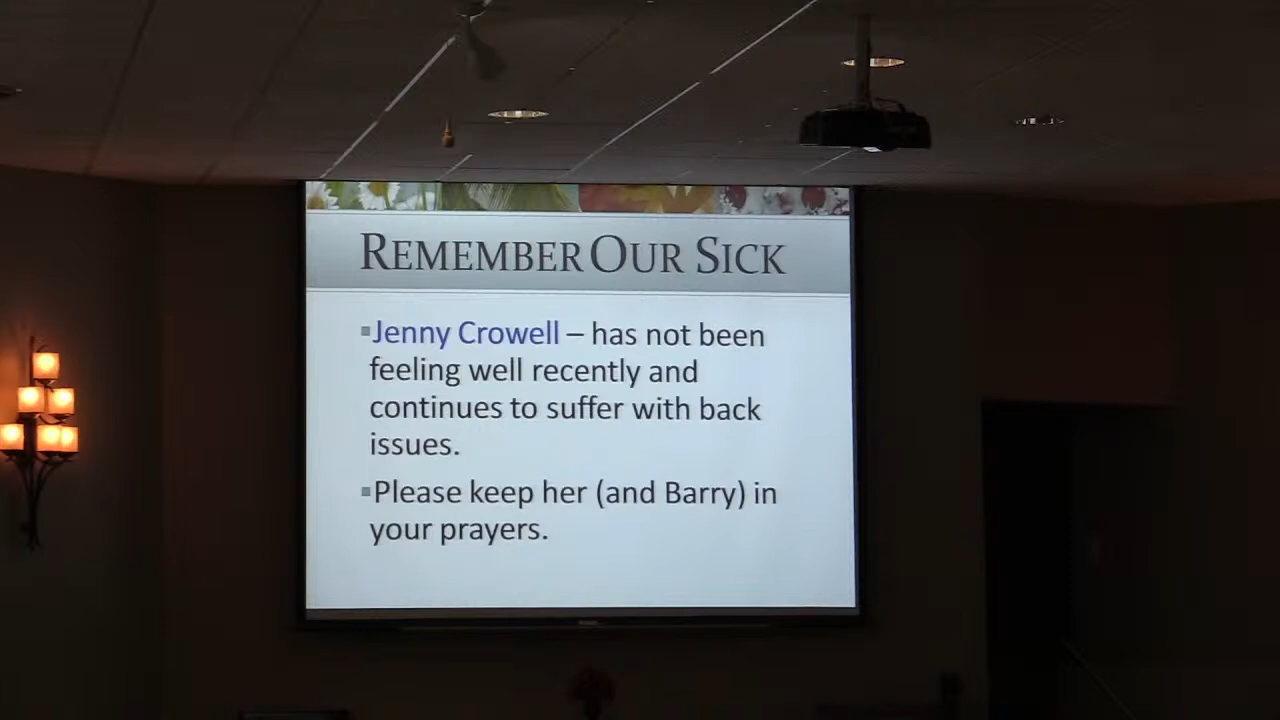 REMEMBER OUR SICK
▪Jenny Crowell – has not been
feeling well recently and
continues to suffer with back
issues.
▪Please keep her (and Barry) in
your prayers.